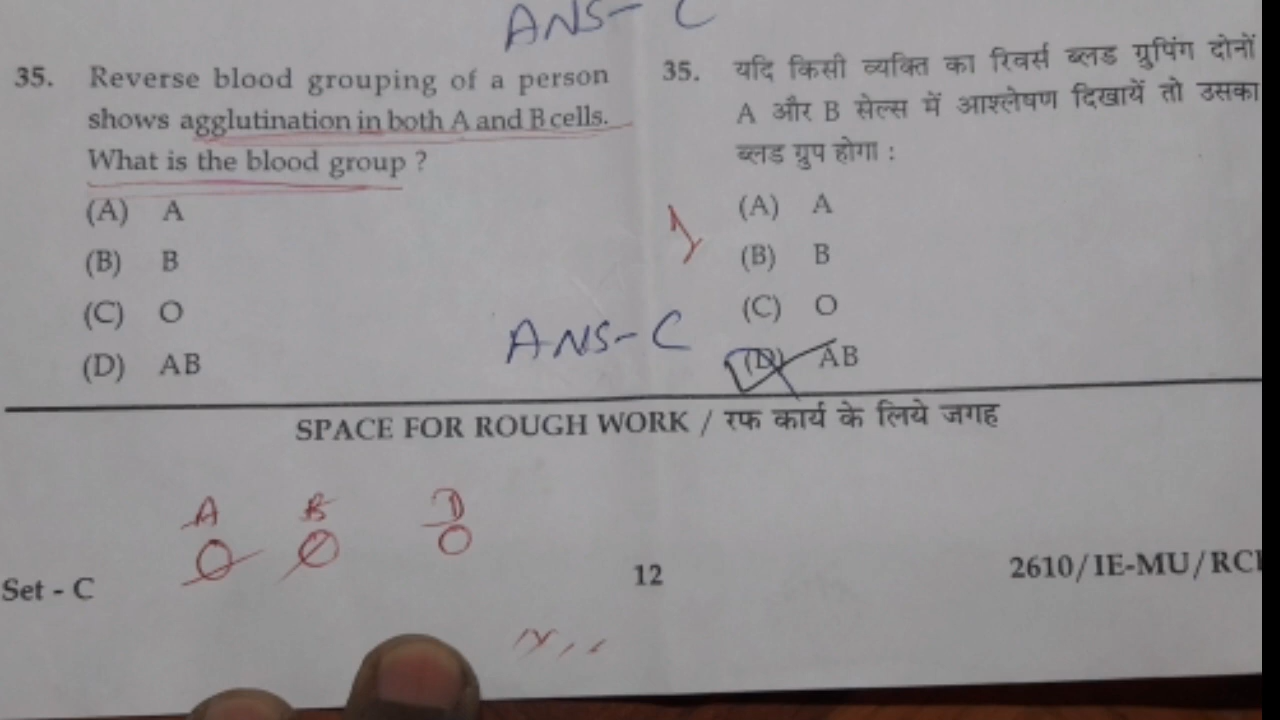 ANS- C
35. Reverse blood grouping of a person
shows agglutination in both A and B cells.
What is the blood group ?
(A) A
(B) B
(C) O
(D) AB
ANS- C
35. यदि किसी व्यक्ति का रिवर्स ब्लड ग्रुपिंग दोनों
A और B सेल्स में आश्लेषण दिखायें तो उसका
ब्लड ग्रुप होगा :
(A) A
(B) B
(C) O
(D) AB
SPACE FOR ROUGH WORK / रफ कार्य के लिये जगह
A B D
Set - C
12
2610/IE-MU/RC